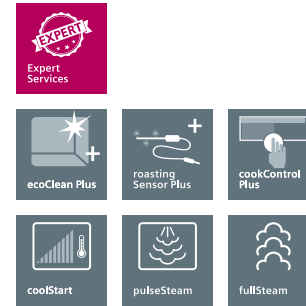 EXPERT
Expert
Services
ecoClean Plus
roasting
Sensor Plus
cookControl
Plus
coolStart
pulseSteam
fullSteam